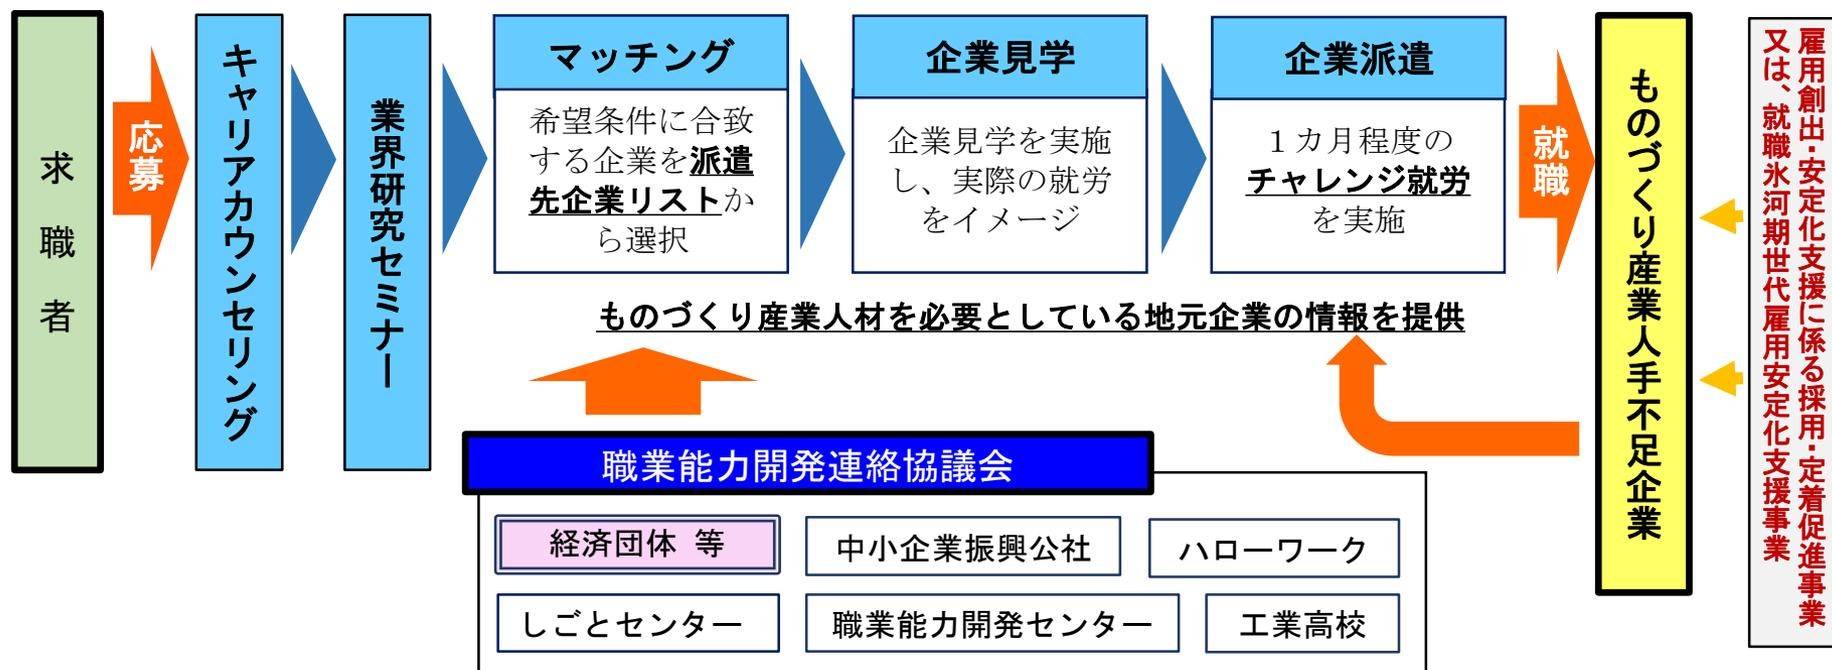 求職者
応募
キャリアカウンセリング
業界研究セミナー
マッチング
希望条件に合致
する企業を派遣
先企業リストか
ら選択
企業見学
企業見学を実施
し、実際の就労
をイメージ
企業派遣
１カ月程度の
チャレンジ就労
を実施
就職
ものづくり産業人手不足企業
雇用創出・安定化支援に係る採用・定着促進事業
又は、就職氷河期世代雇用安定化支援事業
ものづくり産業人材を必要としている地元企業の情報を提供
職業能力開発連絡協議会
経済団体 等
中小企業振興公社
ハローワーク
しごとセンター
職業能力開発センター
工業高校